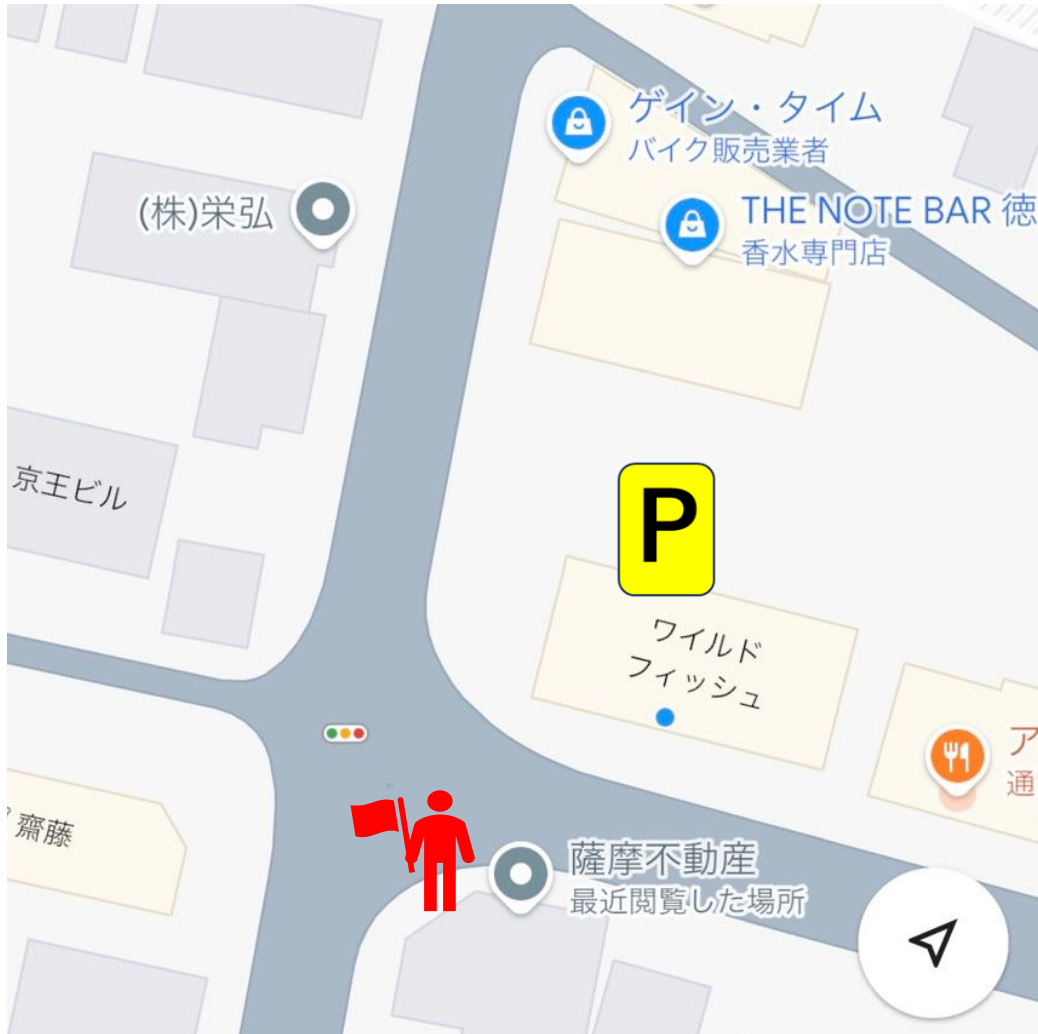 ゲイン・タイム
バイク販売業者
(株)栄弘
THE NOTE BAR 徳
香水専門店
京王ビル
P
ワイルド
フィッシュ
ア
通
齋藤
薩摩不動産
最近閲覧した場所